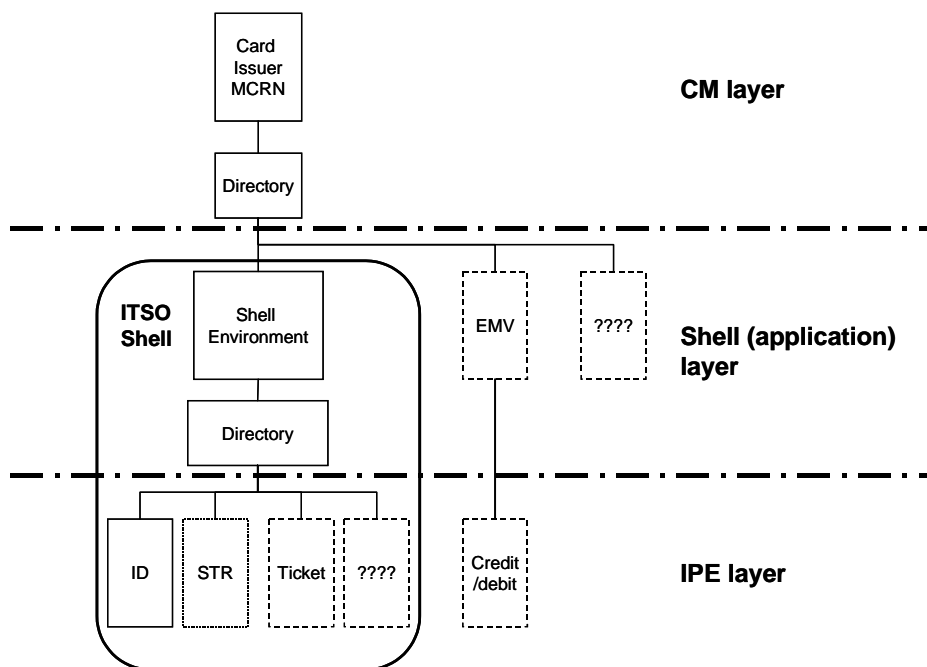 Card
Issuer
MCRN
CM layer
Directory
ITSO
Shell
Shell
Environment
EMV
????
Shell (application)
layer
Directory
ID
STR
Ticket
????
Credit
/debit
IPE layer